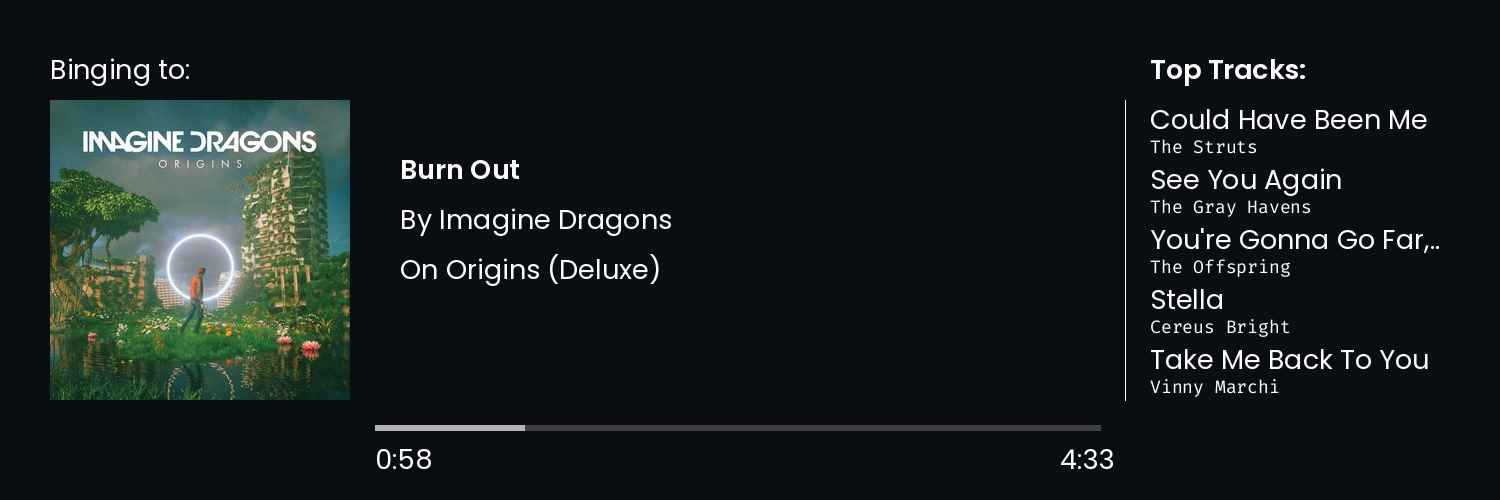 Binging to:
IMAGINE DRAGONS
ORIGINS
Burn Out
By Imagine Dragons
On Origins (Deluxe)
0:58
4:33
Top Tracks:
Could Have Been Me
The Struts
See You Again
The Gray Havens
You're Gonna Go Far,..
The Offspring
Stella
Cereus Bright
Take Me Back To You
Vinny Marchi